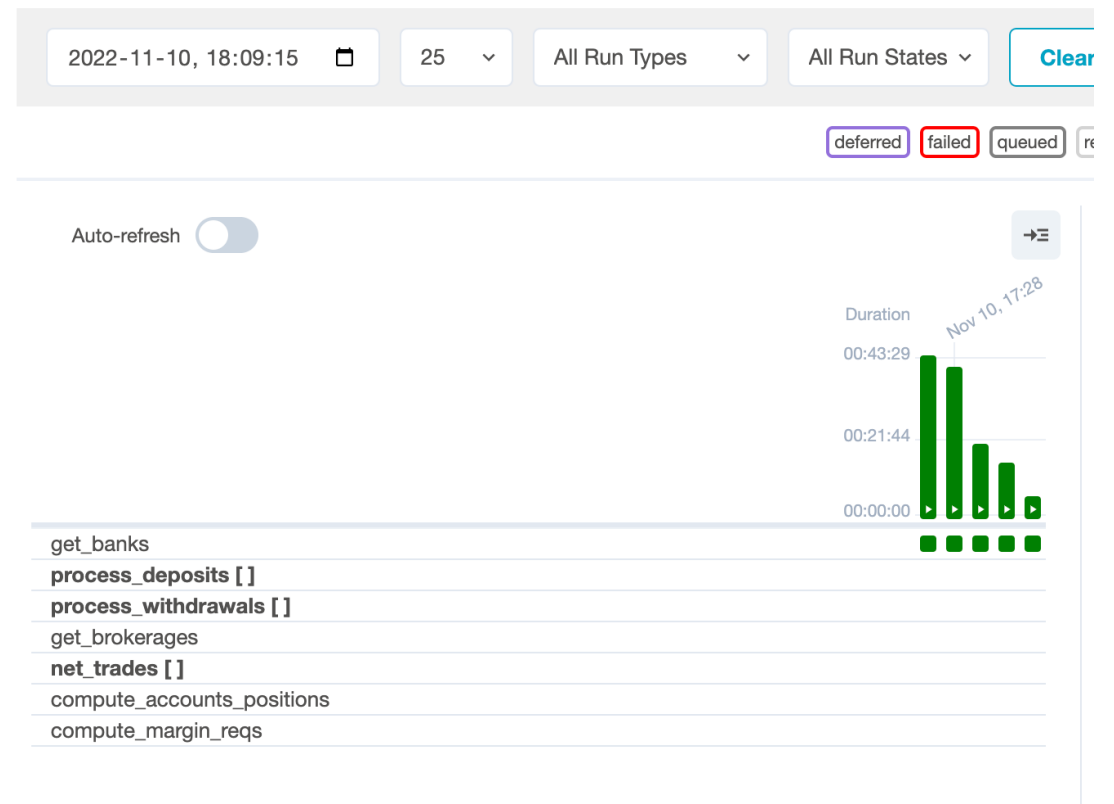 2022-11-10, 18:09:15 25 All Run Types All Run States Clear
deferred failed queued
Auto-refresh
Nov 10, 17:28
Duration
00:43:29
00:21:44
00:00:00
get_banks
process_deposits [ ]
process_withdrawals [ ]
get_brokerages
net_trades [ ]
compute_accounts_positions
compute_margin_reqs